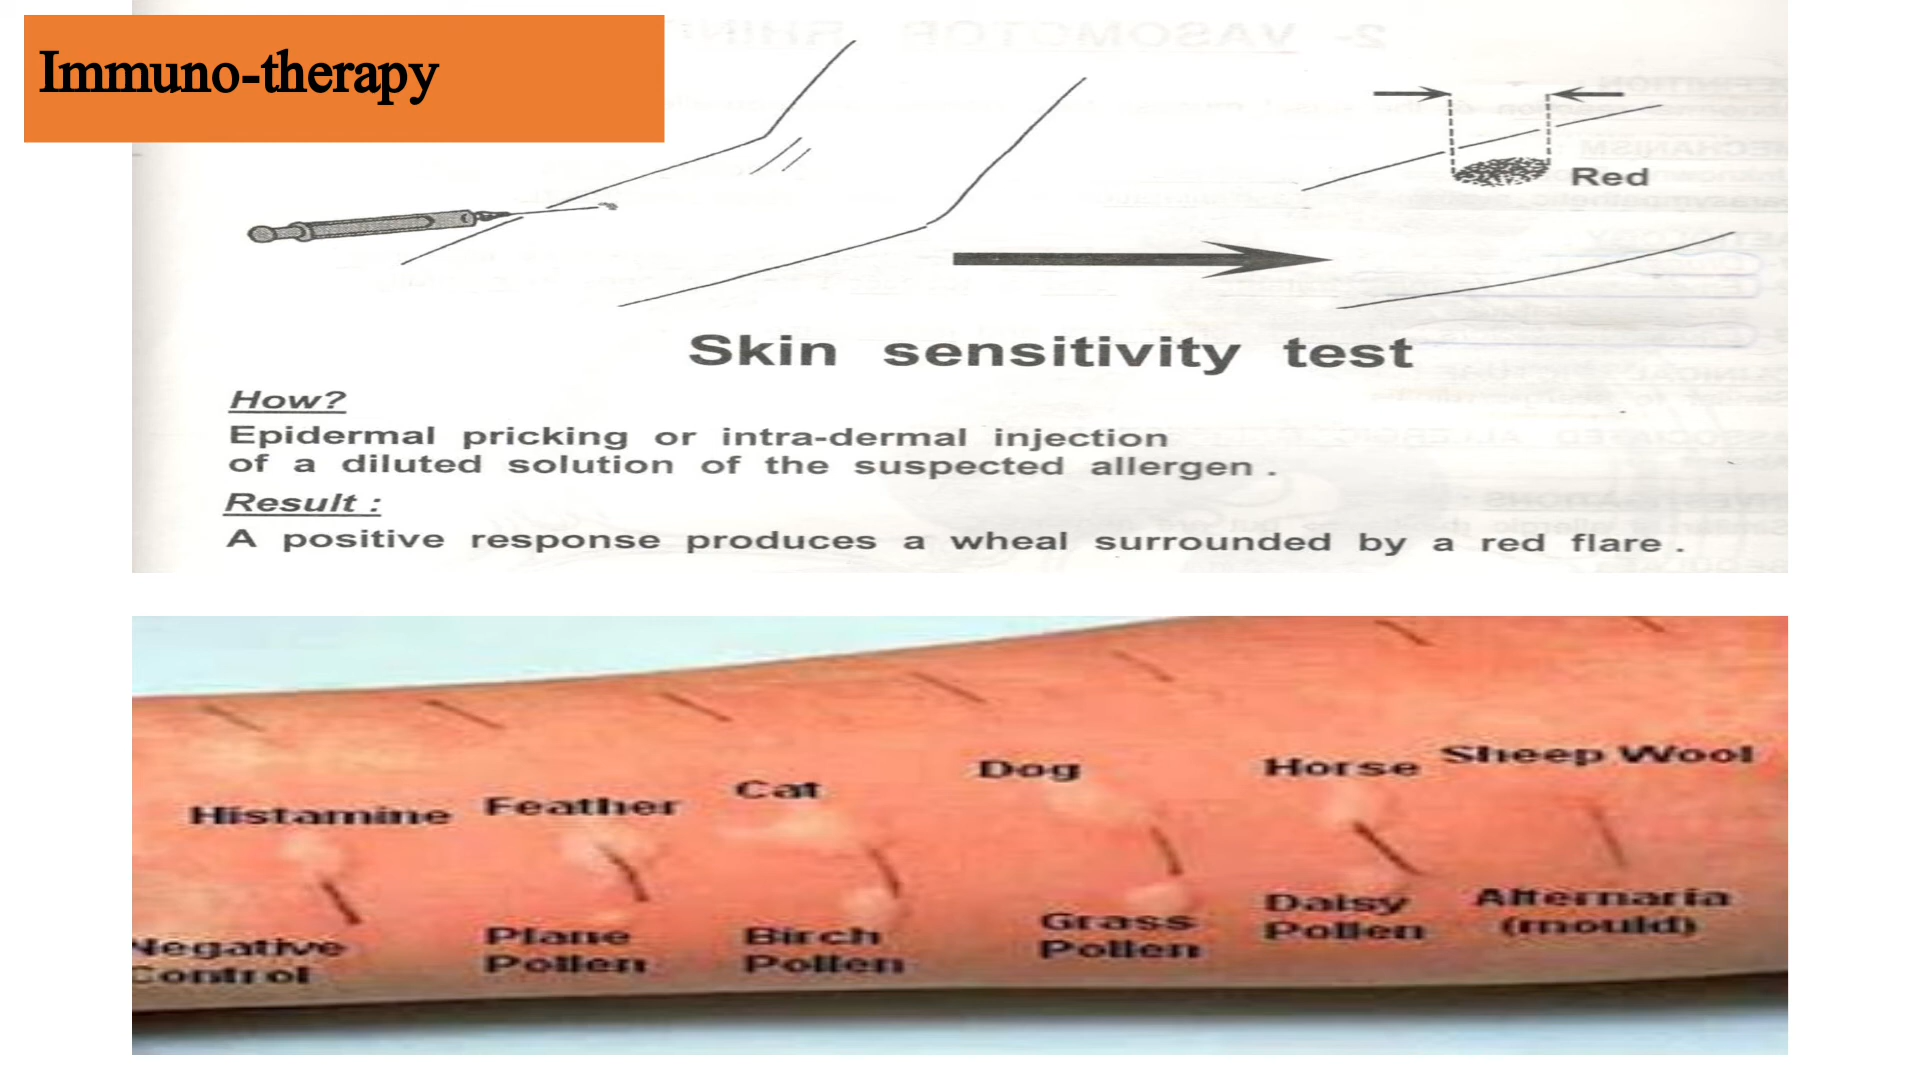 Immuno-therapy
Red
Skin sensitivity test
How?
Epidermal pricking or intra-dermal injection
of a diluted solution of the suspected allergen .
Result :
A positive response produces a wheal surrounded by a red flare .
Histamine Feather Cat Dog Horse Sheep Wool
Negative Control
Plane Pollen
Birch Pollen
Grass Pollen
Daisy Pollen
Alternaria (mould)